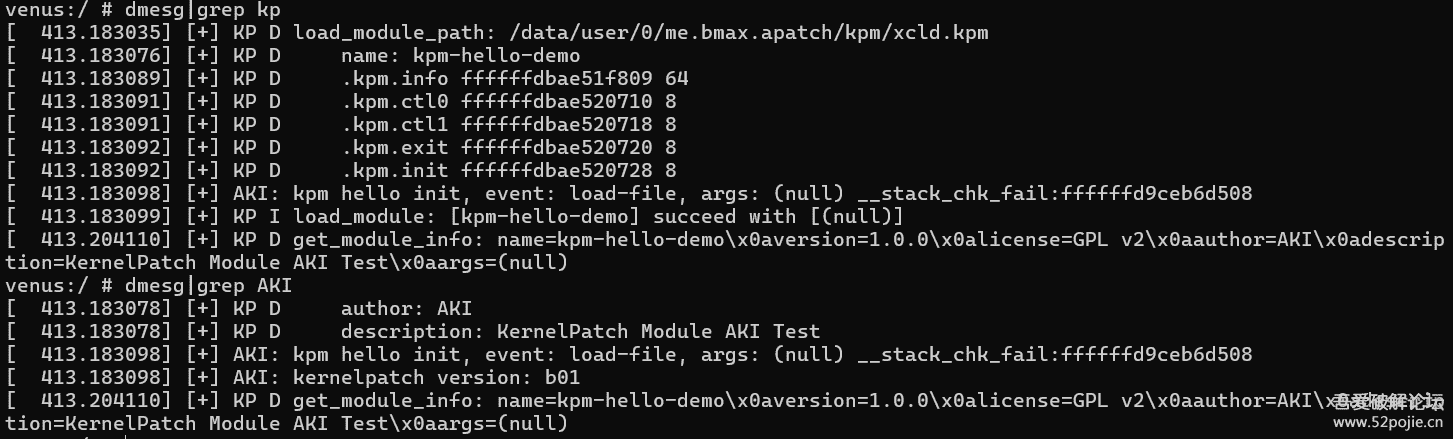 venus:/ # dmesg|grep kp
[  413.183035] [+] KP D load_module_path: /data/user/0/me.bmax.apatch/kpm/xcld.kpm
[  413.183076] [+] KP D     name: kpm-hello-demo
[  413.183089] [+] KP D     .kpm.info ffffffdbae51f809 64
[  413.183091] [+] KP D     .kpm.ctl0 ffffffdbae520710 8
[  413.183091] [+] KP D     .kpm.ctl1 ffffffdbae520718 8
[  413.183092] [+] KP D     .kpm.exit ffffffdbae520720 8
[  413.183092] [+] KP D     .kpm.init ffffffdbae520728 8
[  413.183098] [+] AKI: kpm hello init, event: load-file, args: (null) __stack_chk_fail:ffffffd9ceb6d508
[  413.183099] [+] KP I load_module: [kpm-hello-demo] succeed with [(null)]
[  413.204110] [+] KP D get_module_info: name=kpm-hello-demo\x0aversion=1.0.0\x0alicense=GPL v2\x0aauthor=AKI\x0adescrip
tion=KernelPatch Module AKI Test\x0aargs=(null)
venus:/ # dmesg|grep AKI
[  413.183078] [+] KP D     author: AKI
[  413.183078] [+] KP D     description: KernelPatch Module AKI Test
[  413.183098] [+] AKI: kpm hello init, event: load-file, args: (null) __stack_chk_fail:ffffffd9ceb6d508
[  413.183098] [+] AKI: kernelpatch version: b01
[  413.204110] [+] KP D get_module_info: name=kpm-hello-demo\x0aversion=1.0.0\x0alicense=GPL v2\x0aauthor=AKI\x0adescrip
tion=KernelPatch Module AKI Test\x0aargs=(null)
吾爱破解论坛
www.52pojie.cn